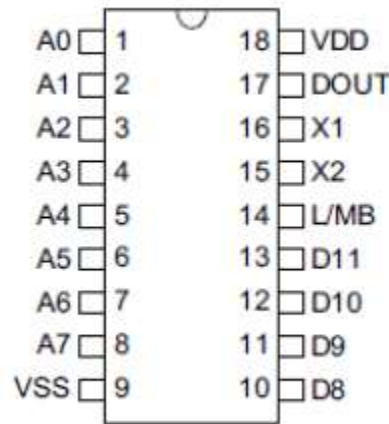 A0 1 18 VDD
A1 2 17 DOUT
A2 3 16 X1
A3 4 15 X2
A4 5 14 L/MB
A5 6 13 D11
A6 7 12 D10
A7 8 11 D9
VSS 9 10 D8